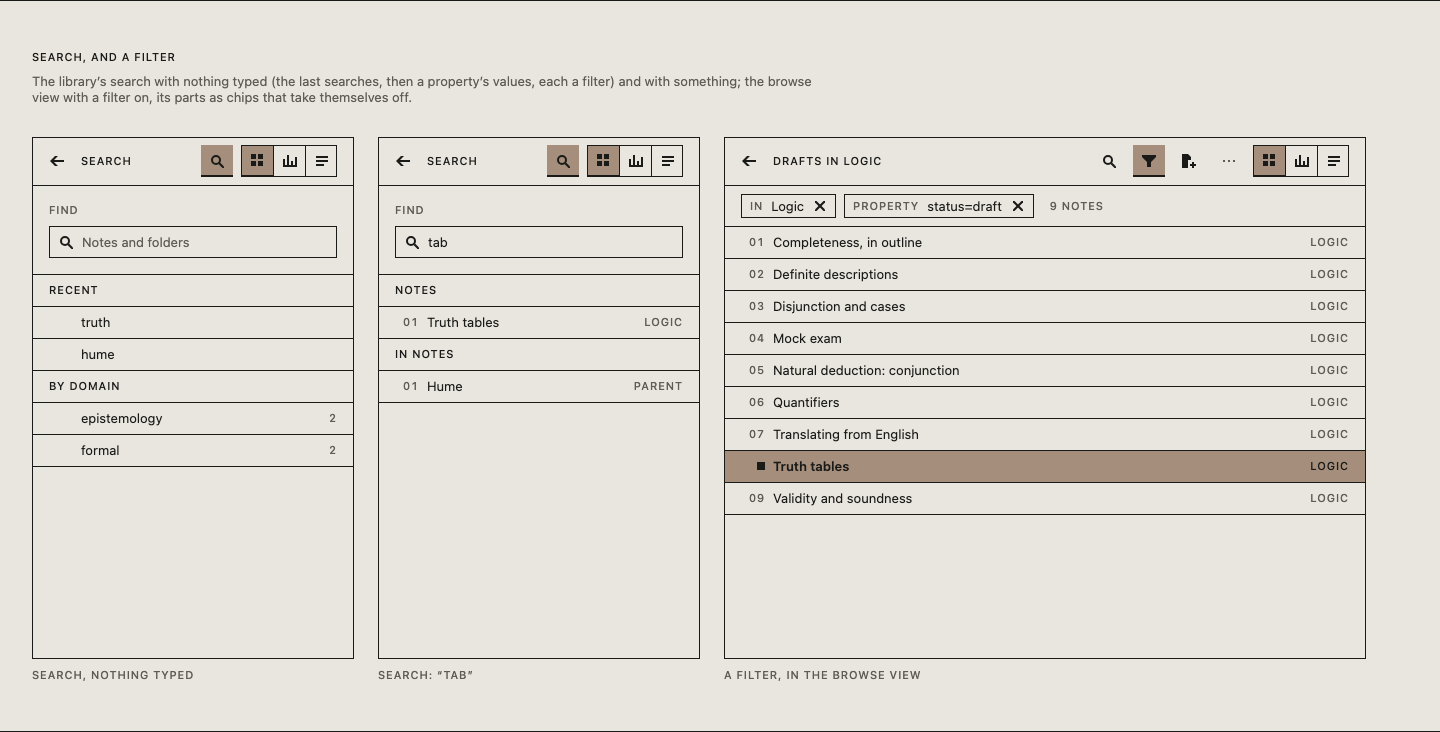 SEARCH, AND A FILTER
The library’s search with nothing typed (the last searches, then a property’s values, each a filter) and with something; the browse
view with a filter on, its parts as chips that take themselves off.
SEARCH
FIND
Notes and folders
RECENT
truth
hume
BY DOMAIN
epistemology 2
formal 2
SEARCH, NOTHING TYPED
SEARCH
FIND
tab
NOTES
01 Truth tables LOGIC
IN NOTES
01 Hume PARENT
SEARCH: “TAB”
DRAFTS IN LOGIC
IN Logic PROPERTY status=draft 9 NOTES
01 Completeness, in outline LOGIC
02 Definite descriptions LOGIC
03 Disjunction and cases LOGIC
04 Mock exam LOGIC
05 Natural deduction: conjunction LOGIC
06 Quantifiers LOGIC
07 Translating from English LOGIC
Truth tables LOGIC
09 Validity and soundness LOGIC
A FILTER, IN THE BROWSE VIEW